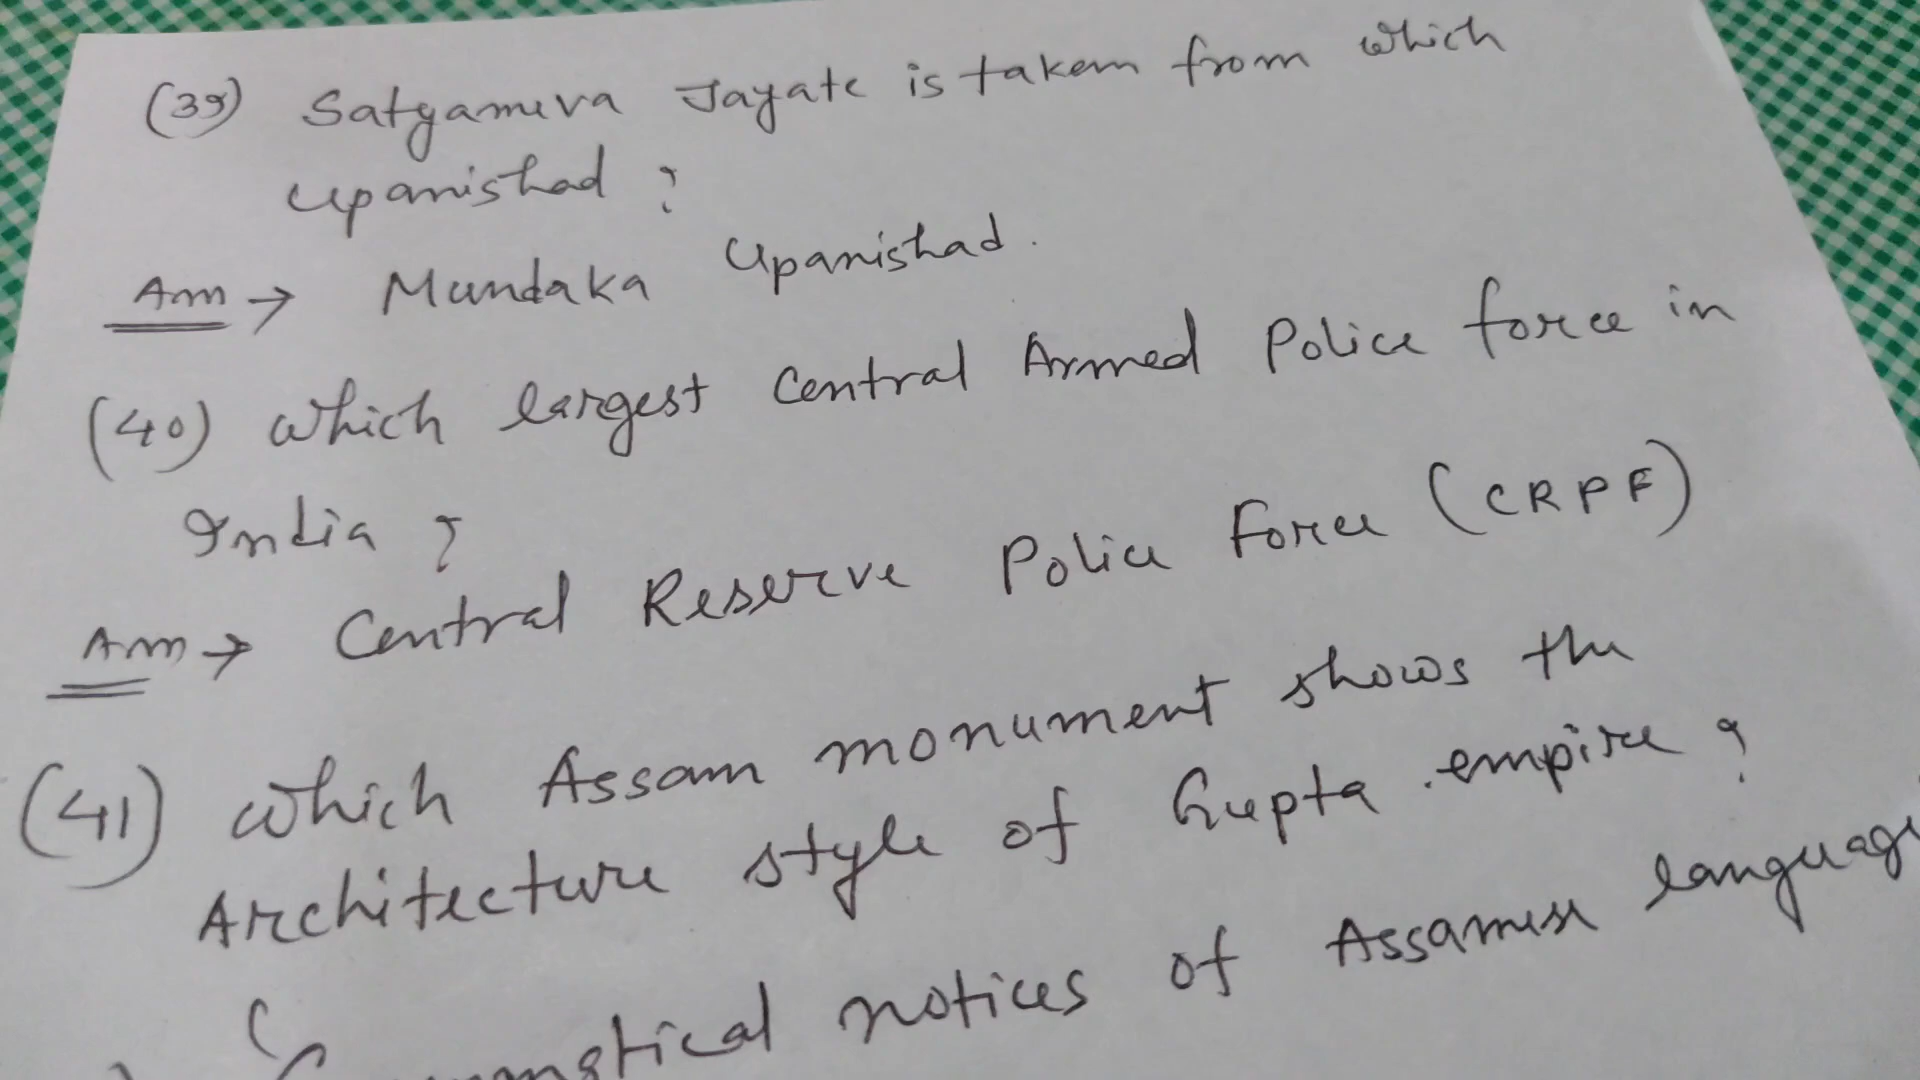 (39) Satyameva Jayate is taken from which
upanishad ?
Ans → Mundaka Upanishad.
(40) which largest Central Armed Police force in
India ?
Ans → Central Reserve Police Force (CRPF)
(41) which Assam monument shows the
Architecture style of Gupta empire ?
notices of Assamese